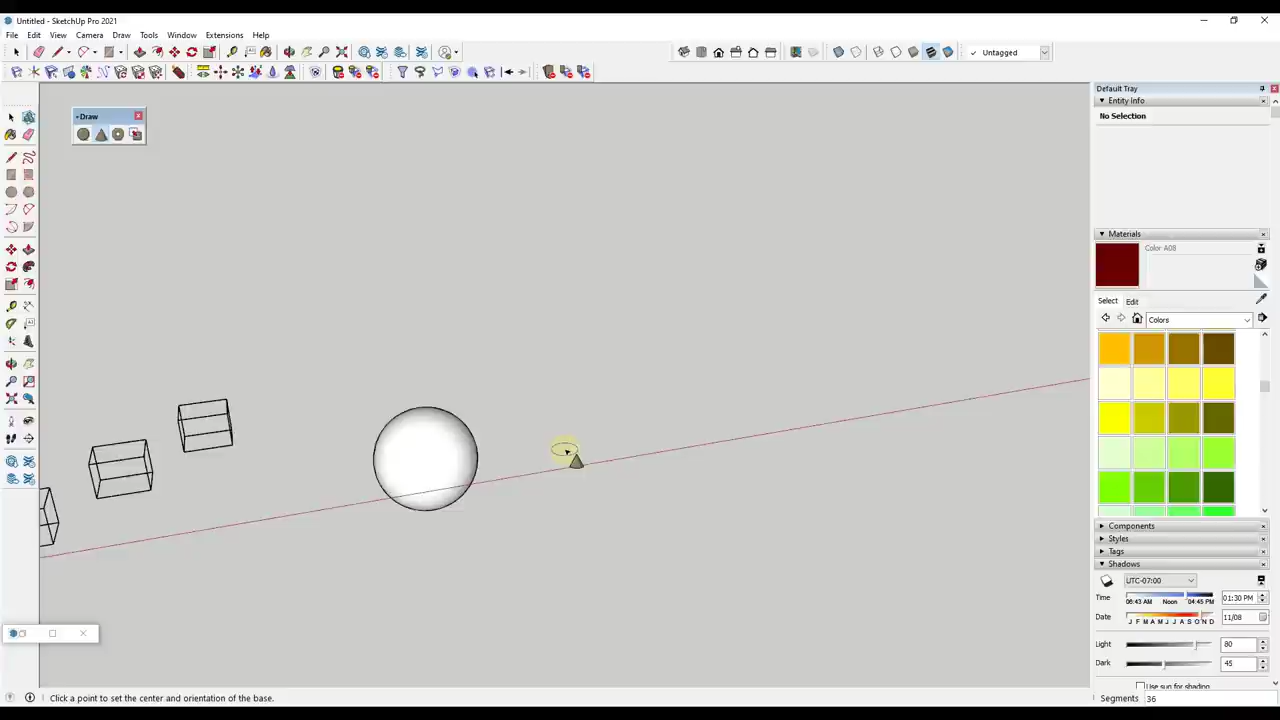 Untitled - SketchUp Pro 2021
File Edit View Camera Draw Tools Window Extensions Help
Untagged
Default Tray
Entity Info
No Selection
Draw
Materials
Color A08
Select Edit
Colors
Components
Styles
Tags
Shadows
UTC-07:00
Time 06:43 AM Noon 04:45 PM 01:30 PM
Date J F M A M J J A S O N D 11/08
Light 80
Dark 45
Use sun for shading
Click a point to set the center and orientation of the base.
Segments 36